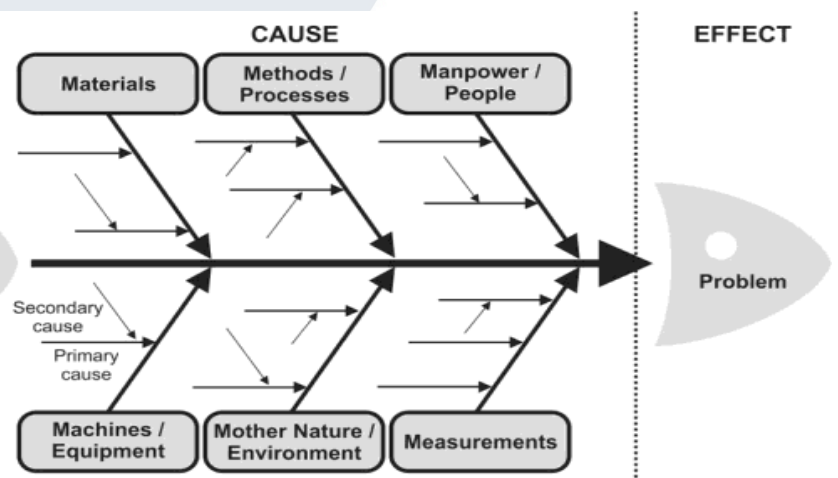 CAUSE
EFFECT
Materials
Methods /
Processes
Manpower /
People
Problem
Secondary
cause
Primary
cause
Machines /
Equipment
Mother Nature /
Environment
Measurements